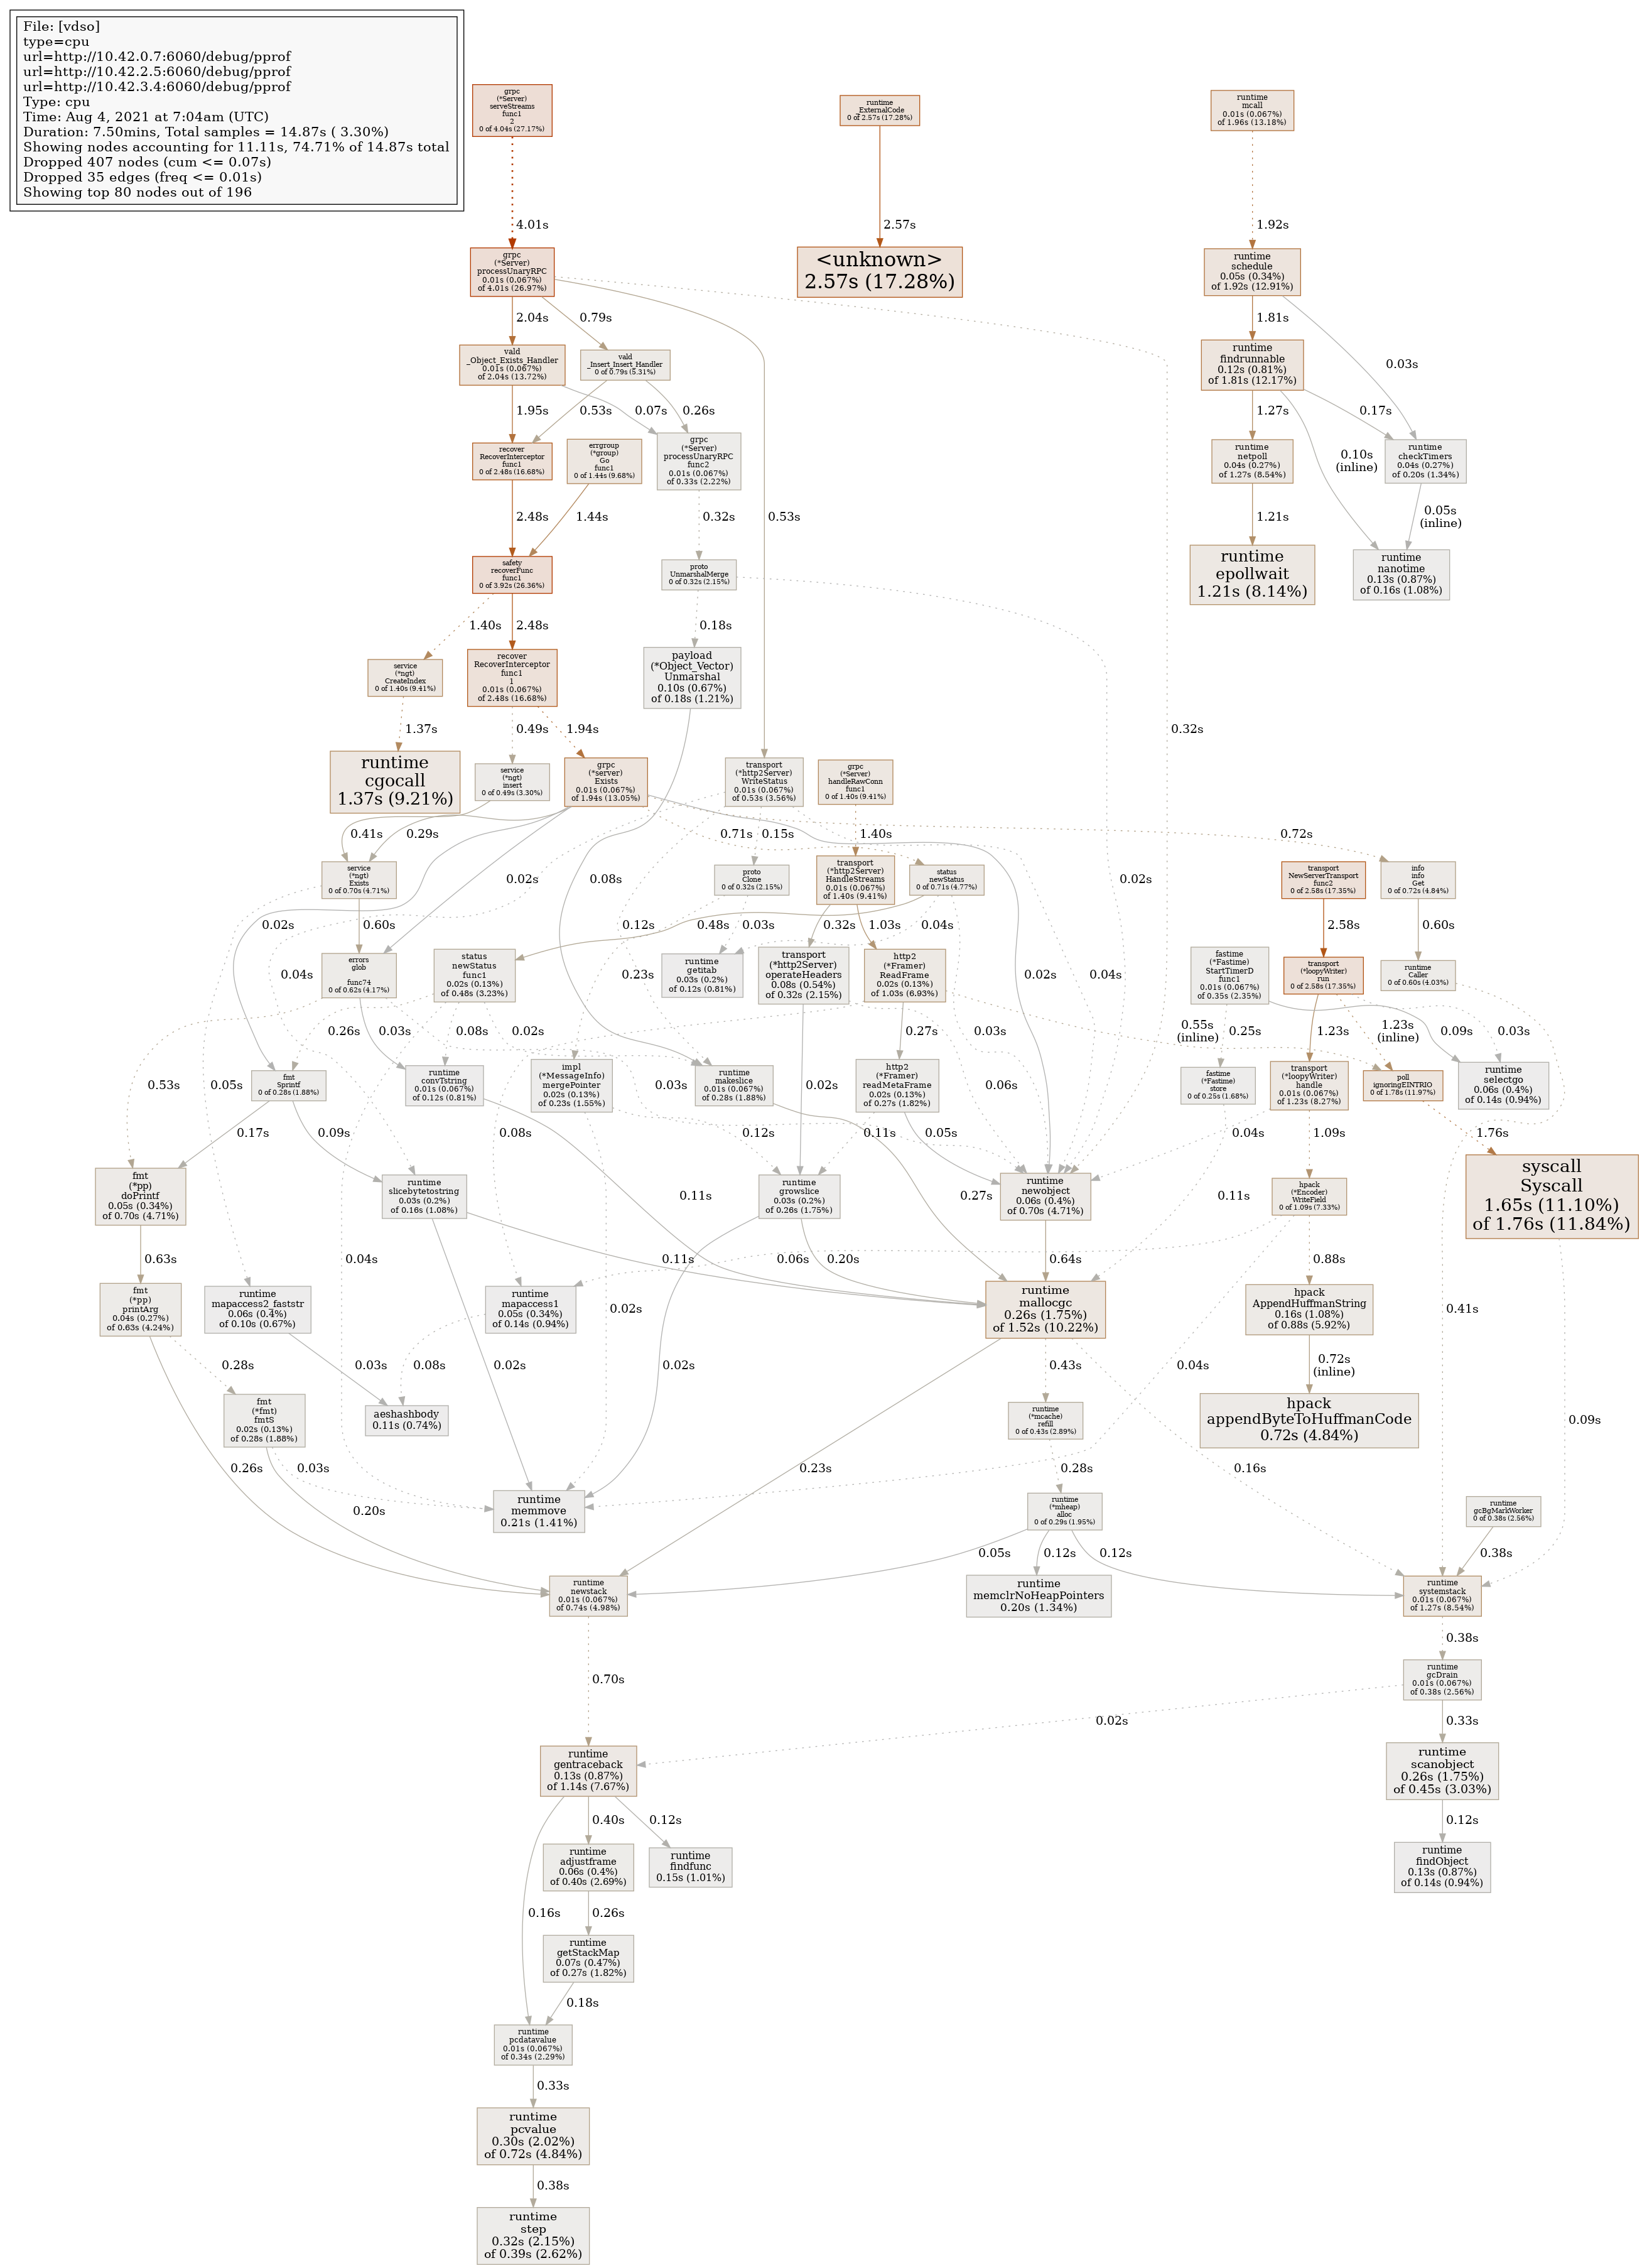 File: [vdso]
type=cpu
url=http://10.42.0.7:6060/debug/pprof
url=http://10.42.2.5:6060/debug/pprof
url=http://10.42.3.4:6060/debug/pprof
Type: cpu
Time: Aug 4, 2021 at 7:04am (UTC)
Duration: 7.50mins, Total samples = 14.87s ( 3.30%)
Showing nodes accounting for 11.11s, 74.71% of 14.87s total
Dropped 407 nodes (cum <= 0.07s)
Dropped 35 edges (freq <= 0.01s)
Showing top 80 nodes out of 196
grpc
(*Server)
serveStreams
func1
2
0 of 4.04s (27.17%)
runtime
_ExternalCode
0 of 2.57s (17.28%)
runtime
mcall
0.01s (0.067%)
of 1.96s (13.18%)
4.01s
2.57s
1.92s
grpc
(*Server)
processUnaryRPC
0.01s (0.067%)
of 4.01s (26.97%)
<unknown>
2.57s (17.28%)
runtime
schedule
0.05s (0.34%)
of 1.92s (12.91%)
2.04s
0.79s
1.81s
0.03s
vald
_Object_Exists_Handler
0.01s (0.067%)
of 2.04s (13.72%)
vald
_Insert_Insert_Handler
0 of 0.79s (5.31%)
runtime
findrunnable
0.12s (0.81%)
of 1.81s (12.17%)
1.95s
0.53s
0.07s
0.26s
1.27s
0.17s
0.10s
(inline)
recover
RecoverInterceptor
func1
0 of 2.48s (16.68%)
errgroup
(*group)
Go
func1
0 of 1.44s (9.68%)
grpc
(*Server)
processUnaryRPC
func2
0.01s (0.067%)
of 0.33s (2.22%)
runtime
netpoll
0.04s (0.27%)
of 1.27s (8.54%)
runtime
checkTimers
0.04s (0.27%)
of 0.20s (1.34%)
2.48s
1.44s
0.32s
0.53s
1.21s
0.05s
(inline)
safety
recoverFunc
func1
0 of 3.92s (26.36%)
proto
UnmarshalMerge
0 of 0.32s (2.15%)
runtime
epollwait
1.21s (8.14%)
runtime
nanotime
0.13s (0.87%)
of 0.16s (1.08%)
1.40s
2.48s
0.18s
service
(*ngt)
CreateIndex
0 of 1.40s (9.41%)
recover
RecoverInterceptor
func1
1
0.01s (0.067%)
of 2.48s (16.68%)
payload
(*Object_Vector)
Unmarshal
0.10s (0.67%)
of 0.18s (1.21%)
1.37s
0.49s
1.94s
0.32s
runtime
cgocall
1.37s (9.21%)
service
(*ngt)
insert
0 of 0.49s (3.30%)
grpc
(*server)
Exists
0.01s (0.067%)
of 1.94s (13.05%)
transport
(*http2Server)
WriteStatus
0.01s (0.067%)
of 0.53s (3.56%)
grpc
(*Server)
handleRawConn
func1
0 of 1.40s (9.41%)
0.41s
0.29s
0.71s
0.15s
1.40s
0.72s
service
(*ngt)
Exists
0 of 0.70s (4.71%)
0.02s
0.08s
proto
Clone
0 of 0.32s (2.15%)
transport
(*http2Server)
HandleStreams
0.01s (0.067%)
of 1.40s (9.41%)
status
newStatus
0 of 0.71s (4.77%)
0.02s
transport
NewServerTransport
func2
0 of 2.58s (17.35%)
info
info
Get
0 of 0.72s (4.84%)
0.02s
0.60s
0.12s
0.03s
0.32s
1.03s
0.04s
0.48s
2.58s
0.60s
errors
glob

func74
0 of 0.62s (4.17%)
0.04s
status
newStatus
func1
0.02s (0.13%)
of 0.48s (3.23%)
0.23s
runtime
getitab
0.03s (0.2%)
of 0.12s (0.81%)
transport
(*http2Server)
operateHeaders
0.08s (0.54%)
of 0.32s (2.15%)
http2
(*Framer)
ReadFrame
0.02s (0.13%)
of 1.03s (6.93%)
0.02s
0.04s
fastime
(*Fastime)
StartTimerD
func1
0.01s (0.067%)
of 0.35s (2.35%)
transport
(*loopyWriter)
run
0 of 2.58s (17.35%)
runtime
Caller
0 of 0.60s (4.03%)
0.26s
0.03s
0.08s
0.02s
0.27s
0.03s
0.55s
(inline)
0.25s
1.23s
1.23s
(inline)
0.09s
0.03s
0.53s
0.05s
fmt
Sprintf
0 of 0.28s (1.88%)
runtime
convTstring
0.01s (0.067%)
of 0.12s (0.81%)
impl
(*MessageInfo)
mergePointer
0.02s (0.13%)
of 0.23s (1.55%)
0.03s
runtime
makeslice
0.01s (0.067%)
of 0.28s (1.88%)
0.02s
http2
(*Framer)
readMetaFrame
0.02s (0.13%)
of 0.27s (1.82%)
0.06s
fastime
(*Fastime)
store
0 of 0.25s (1.68%)
transport
(*loopyWriter)
handle
0.01s (0.067%)
of 1.23s (8.27%)
poll
ignoringEINTRIO
0 of 1.78s (11.97%)
runtime
selectgo
0.06s (0.4%)
of 0.14s (0.94%)
0.17s
0.09s
0.08s
0.12s
0.11s
0.05s
0.04s
1.09s
1.76s
fmt
(*pp)
doPrintf
0.05s (0.34%)
of 0.70s (4.71%)
runtime
slicebytetostring
0.03s (0.2%)
of 0.16s (1.08%)
0.11s
runtime
growslice
0.03s (0.2%)
of 0.26s (1.75%)
0.27s
runtime
newobject
0.06s (0.4%)
of 0.70s (4.71%)
0.11s
hpack
(*Encoder)
WriteField
0 of 1.09s (7.33%)
syscall
Syscall
1.65s (11.10%)
of 1.76s (11.84%)
0.63s
0.04s
0.11s
0.06s
0.20s
0.64s
0.88s
fmt
(*pp)
printArg
0.04s (0.27%)
of 0.63s (4.24%)
runtime
mapaccess2_faststr
0.06s (0.4%)
of 0.10s (0.67%)
runtime
mapaccess1
0.05s (0.34%)
of 0.14s (0.94%)
0.02s
runtime
mallocgc
0.26s (1.75%)
of 1.52s (10.22%)
hpack
AppendHuffmanString
0.16s (1.08%)
of 0.88s (5.92%)
0.41s
0.28s
0.03s
0.08s
0.02s
0.02s
0.43s
0.04s
0.72s
(inline)
fmt
(*fmt)
fmtS
0.02s (0.13%)
of 0.28s (1.88%)
aeshashbody
0.11s (0.74%)
runtime
(*mcache)
refill
0 of 0.43s (2.89%)
hpack
appendByteToHuffmanCode
0.72s (4.84%)
0.09s
0.26s
0.03s
0.23s
0.28s
0.16s
0.20s
runtime
memmove
0.21s (1.41%)
runtime
(*mheap)
alloc
0 of 0.29s (1.95%)
runtime
gcBgMarkWorker
0 of 0.38s (2.56%)
0.05s
0.12s
0.12s
0.38s
runtime
newstack
0.01s (0.067%)
of 0.74s (4.98%)
runtime
memclrNoHeapPointers
0.20s (1.34%)
runtime
systemstack
0.01s (0.067%)
of 1.27s (8.54%)
0.38s
0.70s
runtime
gcDrain
0.01s (0.067%)
of 0.38s (2.56%)
0.02s
0.33s
runtime
gentraceback
0.13s (0.87%)
of 1.14s (7.67%)
runtime
scanobject
0.26s (1.75%)
of 0.45s (3.03%)
0.40s
0.12s
0.12s
runtime
adjustframe
0.06s (0.4%)
of 0.40s (2.69%)
runtime
findfunc
0.15s (1.01%)
runtime
findObject
0.13s (0.87%)
of 0.14s (0.94%)
0.16s
0.26s
runtime
getStackMap
0.07s (0.47%)
of 0.27s (1.82%)
0.18s
runtime
pcdatavalue
0.01s (0.067%)
of 0.34s (2.29%)
0.33s
runtime
pcvalue
0.30s (2.02%)
of 0.72s (4.84%)
0.38s
runtime
step
0.32s (2.15%)
of 0.39s (2.62%)